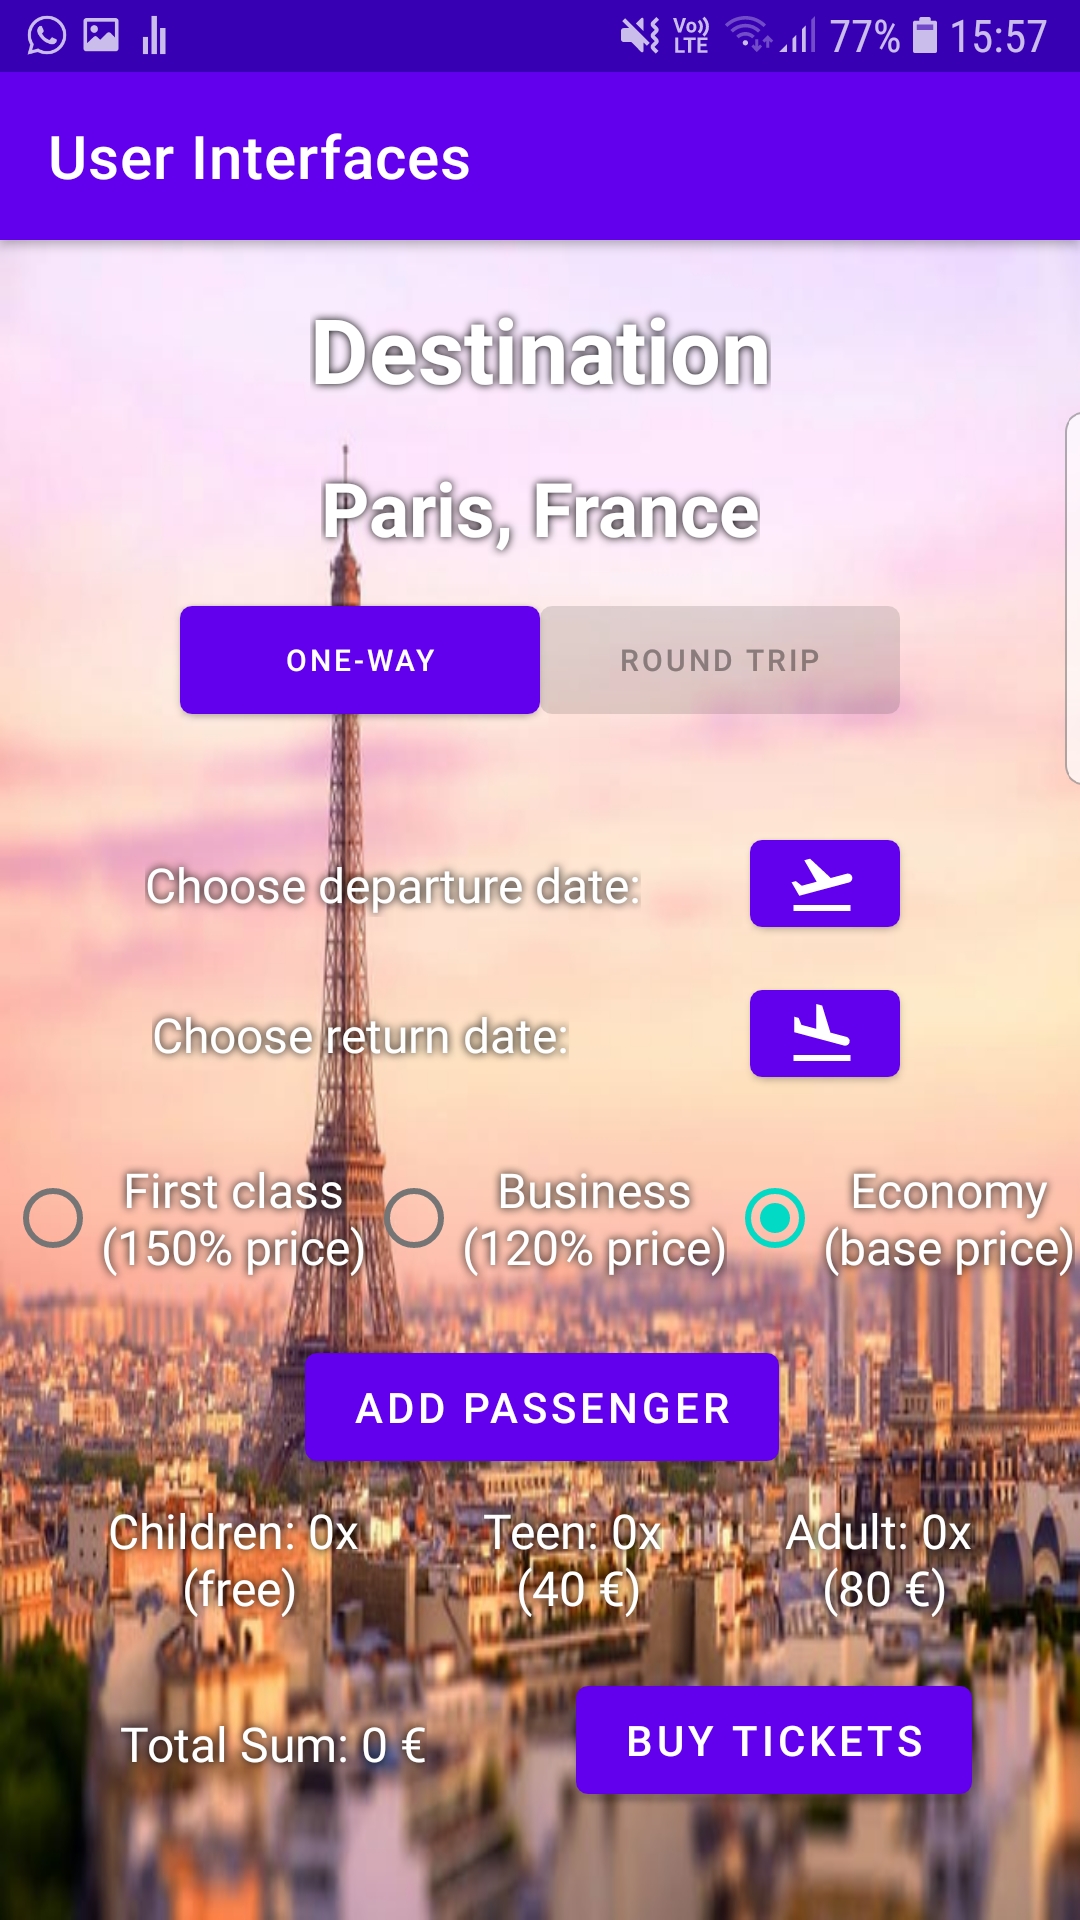 Vo))
LTE
77%
15:57
User Interfaces
Destination
Paris, France
ONE-WAY
ROUND TRIP
Choose departure date:
Choose return date:
First class
(150% price)
Business
(120% price)
Economy
(base price)
ADD PASSENGER
Children: 0x
(free)
Teen: 0x
(40 €)
Adult: 0x
(80 €)
Total Sum: 0 €
BUY TICKETS